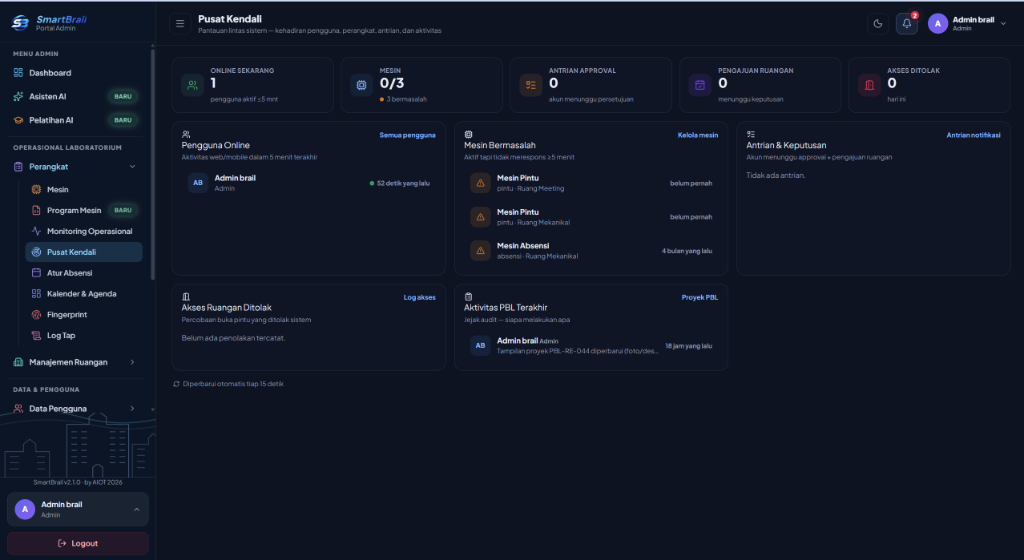 SmartBrail
Portal Admin
MENU ADMIN
Dashboard
Asisten AI BARU
Pelatihan AI BARU
OPERASIONAL LABORATORIUM
Perangkat
Mesin
Program Mesin BARU
Monitoring Operasional
Pusat Kendali
Atur Absensi
Kalender & Agenda
Fingerprint
Log Tap
Manajemen Ruangan
DATA & PENGGUNA
Data Pengguna
SmartBrail v2.1.0 · by AIOT 2026
Admin brail
Admin
Logout
Pusat Kendali
Pantauan lintas sistem — kehadiran pengguna, perangkat, antrian, dan aktivitas
2
A
Admin brail
Admin
ONLINE SEKARANG
1
pengguna aktif ≤5 mnt
MESIN
0/3
3 bermasalah
ANTRIAN APPROVAL
0
akun menunggu persetujuan
PENGAJUAN RUANGAN
0
menunggu keputusan
AKSES DITOLAK
0
hari ini
Pengguna Online
Semua pengguna
Aktivitas web/mobile dalam 5 menit terakhir
AB
Admin brail
Admin
52 detik yang lalu
Mesin Bermasalah
Kelola mesin
Aktif tapi tidak merespons ≥5 menit
Mesin Pintu
pintu · Ruang Meeting
belum pernah
Mesin Pintu
pintu · Ruang Mekanikal
belum pernah
Mesin Absensi
absensi · Ruang Mekanikal
4 bulan yang lalu
Antrian & Keputusan
Antrian notifikasi
Akun menunggu approval + pengajuan ruangan
Tidak ada antrian.
Akses Ruangan Ditolak
Log akses
Percobaan buka pintu yang ditolak sistem
Belum ada penolakan tercatat.
Aktivitas PBL Terakhir
Proyek PBL
Jejak audit — siapa melakukan apa
AB
Admin brail Admin
Tampilan proyek PBL-RE-044 diperbarui (foto/des...
18 jam yang lalu
Diperbarui otomatis tiap 15 detik
A